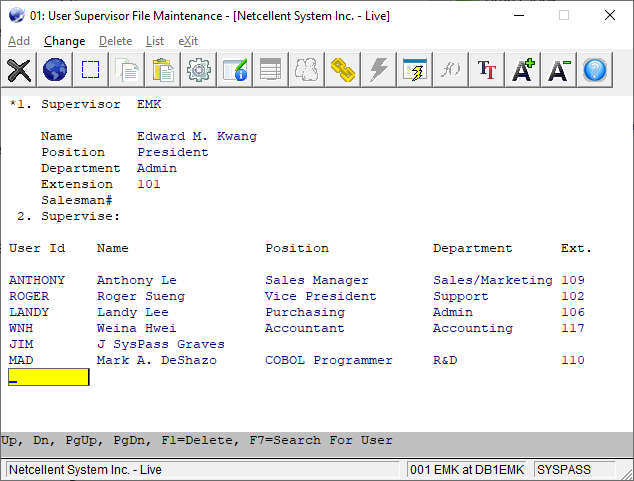 01: User Supervisor File Maintenance - [Netcellent System Inc. - Live]
Add Change Delete List eXit
f() TT A+ A- ?
*1. Supervisor EMK
Name Edward M. Kwang
Position President
Department Admin
Extension 101
Salesman#
2. Supervise:
User Id Name Position Department Ext.
ANTHONY Anthony Le Sales Manager Sales/Marketing 109
ROGER Roger Sueng Vice President Support 102
LANDY Landy Lee Purchasing Admin 106
WNH Weina Hwei Accountant Accounting 117
JIM J SysPass Graves
MAD Mark A. DeShazo COBOL Programmer R&D 110
Up, Dn, PgUp, PgDn, F1=Delete, F7=Search For User
Netcellent System Inc. - Live 001 EMK at DB1EMK SYSPASS